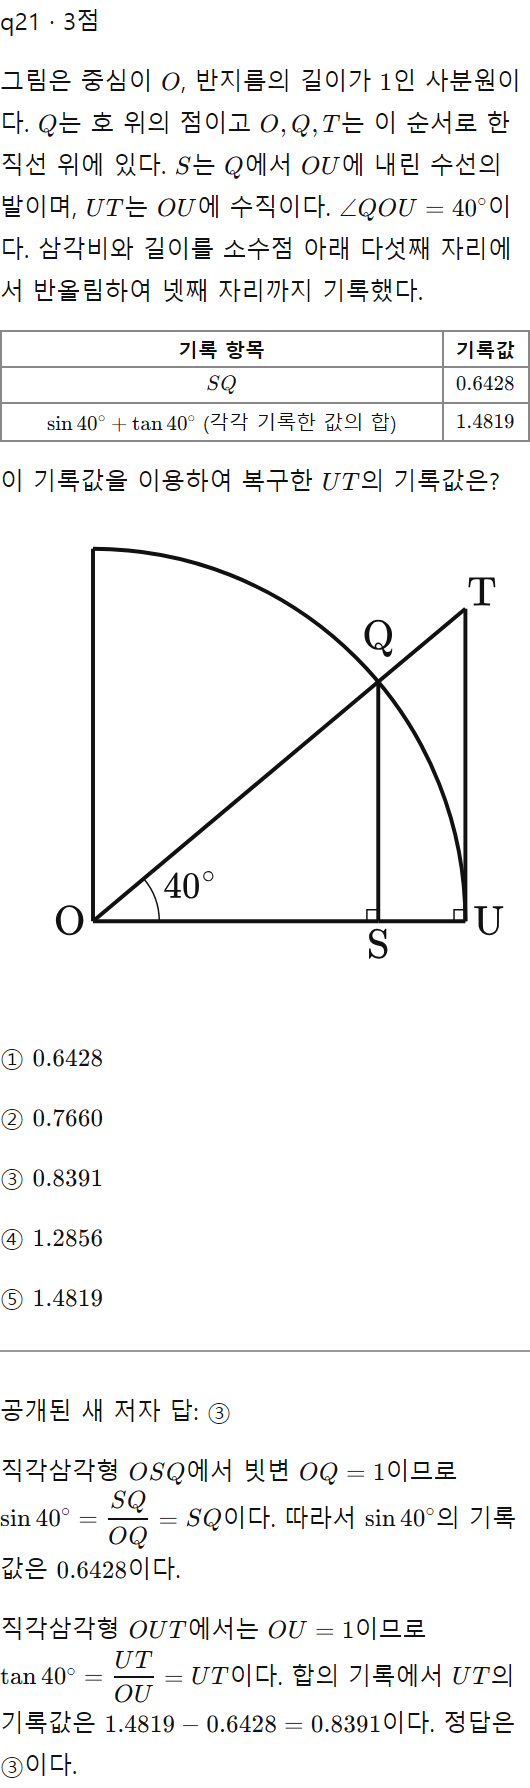 q21 · 3점
그림은 중심이 O, 반지름의 길이가 1인 사분원이
다. Q는 호 위의 점이고 O, Q, T는 이 순서로 한
직선 위에 있다. S는 Q에서 OU에 내린 수선의
발이며, UT는 OU에 수직이다. ∠QOU = 40°이
다. 삼각비와 길이를 소수점 아래 다섯째 자리에
서 반올림하여 넷째 자리까지 기록했다.
기록 항목 기록값
SQ 0.6428
sin 40° + tan 40° (각각 기록한 값의 합) 1.4819
이 기록값을 이용하여 복구한 UT의 기록값은?
T
Q
40°
O
U
S
① 0.6428
② 0.7660
③ 0.8391
④ 1.2856
⑤ 1.4819
공개된 새 저자 답: ③
직각삼각형 OSQ에서 빗변 OQ = 1이므로
sin 40° = SQ/OQ = SQ이다. 따라서 sin 40°의 기록
값은 0.6428이다.
직각삼각형 OUT에서는 OU = 1이므로
tan 40° = UT/OU = UT이다. 합의 기록에서 UT의
기록값은 1.4819 − 0.6428 = 0.8391이다. 정답은
③이다.